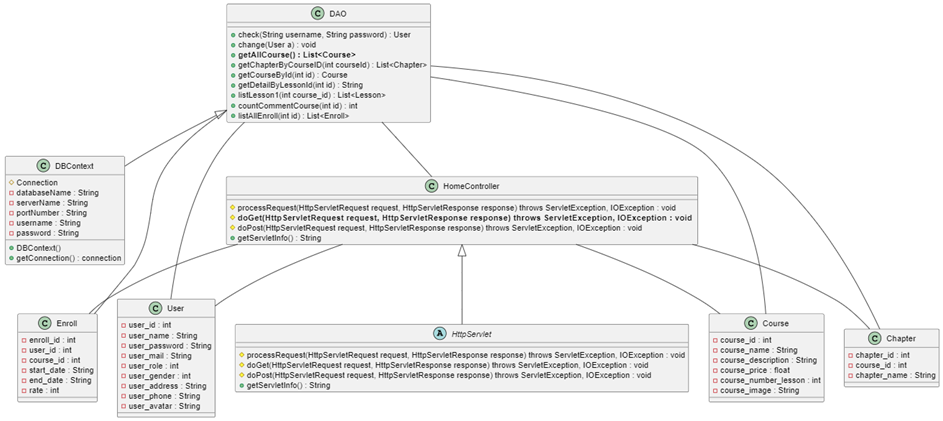 C DAO
check(String username, String password) : User
change(User a) : void
getAllCourse() : List<Course>
getChapterByCourseID(int courseId) : List<Chapter>
getCourseById(int id) : Course
getDetailByLessonId(int id) : String
listLesson1(int course_id) : List<Lesson>
countCommentCourse(int id) : int
listAllEnroll(int id) : List<Enroll>
C DBContext
Connection
databaseName : String
serverName : String
portNumber : String
username : String
password : String
DBContext()
getConnection() : connection
C HomeController
processRequest(HttpServletRequest request, HttpServletResponse response) throws ServletException, IOException : void
doGet(HttpServletRequest request, HttpServletResponse response) throws ServletException, IOException : void
doPost(HttpServletRequest request, HttpServletResponse response) throws ServletException, IOException : void
getServletInfo() : String
C Enroll
enroll_id : int
user_id : int
course_id : int
start_date : String
end_date : String
rate : int
C User
user_id : int
user_name : String
user_password : String
user_mail : String
user_role : int
user_gender : int
user_address : String
user_phone : String
user_avatar : String
A HttpServlet
processRequest(HttpServletRequest request, HttpServletResponse response) throws ServletException, IOException : void
doGet(HttpServletRequest request, HttpServletResponse response) throws ServletException, IOException : void
doPost(HttpServletRequest request, HttpServletResponse response) throws ServletException, IOException : void
getServletInfo() : String
C Course
course_id : int
course_name : String
course_description : String
course_price : float
course_number_lesson : int
course_image : String
C Chapter
chapter_id : int
course_id : int
chapter_name : String